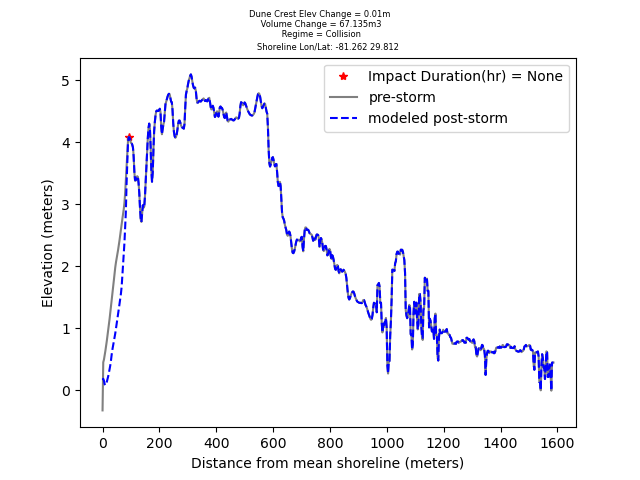 Dune Crest Elev Change = 0.01m
Volume Change = 67.135m3
Regime = Collision
Shoreline Lon/Lat: -81.262 29.812
Impact Duration(hr) = None
pre-storm
modeled post-storm
5
4
3
2
1
0
Elevation (meters)
0 200 400 600 800 1000 1200 1400 1600
Distance from mean shoreline (meters)